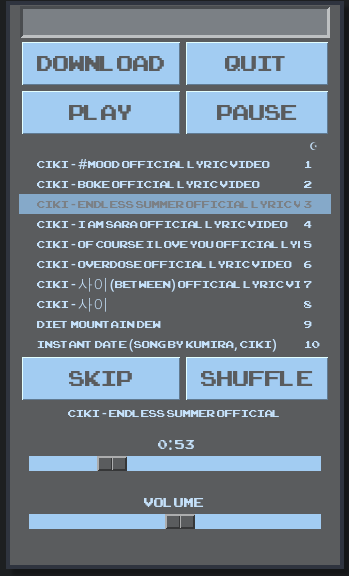 DOWNLOAD QUIT
PLAY PAUSE
CIKI - #MOOD OFFICIAL LYRIC VIDEO 1
CIKI - BOKE OFFICIAL LYRIC VIDEO 2
CIKI - ENDLESS SUMMER OFFICIAL LYRIC V 3
CIKI - I AM SARA OFFICIAL LYRIC VIDEO 4
CIKI - OF COURSE I LOVE YOU OFFICIAL LYI 5
CIKI - OVERDOSE OFFICIAL LYRIC VIDEO 6
CIKI - 사이 (BETWEEN) OFFICIAL LYRIC VI 7
CIKI - 사이 8
DIET MOUNTAIN DEW 9
INSTANT DATE (SONG BY KUMIRA, CIKI) 10
SKIP SHUFFLE
CIKI - ENDLESS SUMMER OFFICIAL
0:53
VOLUME